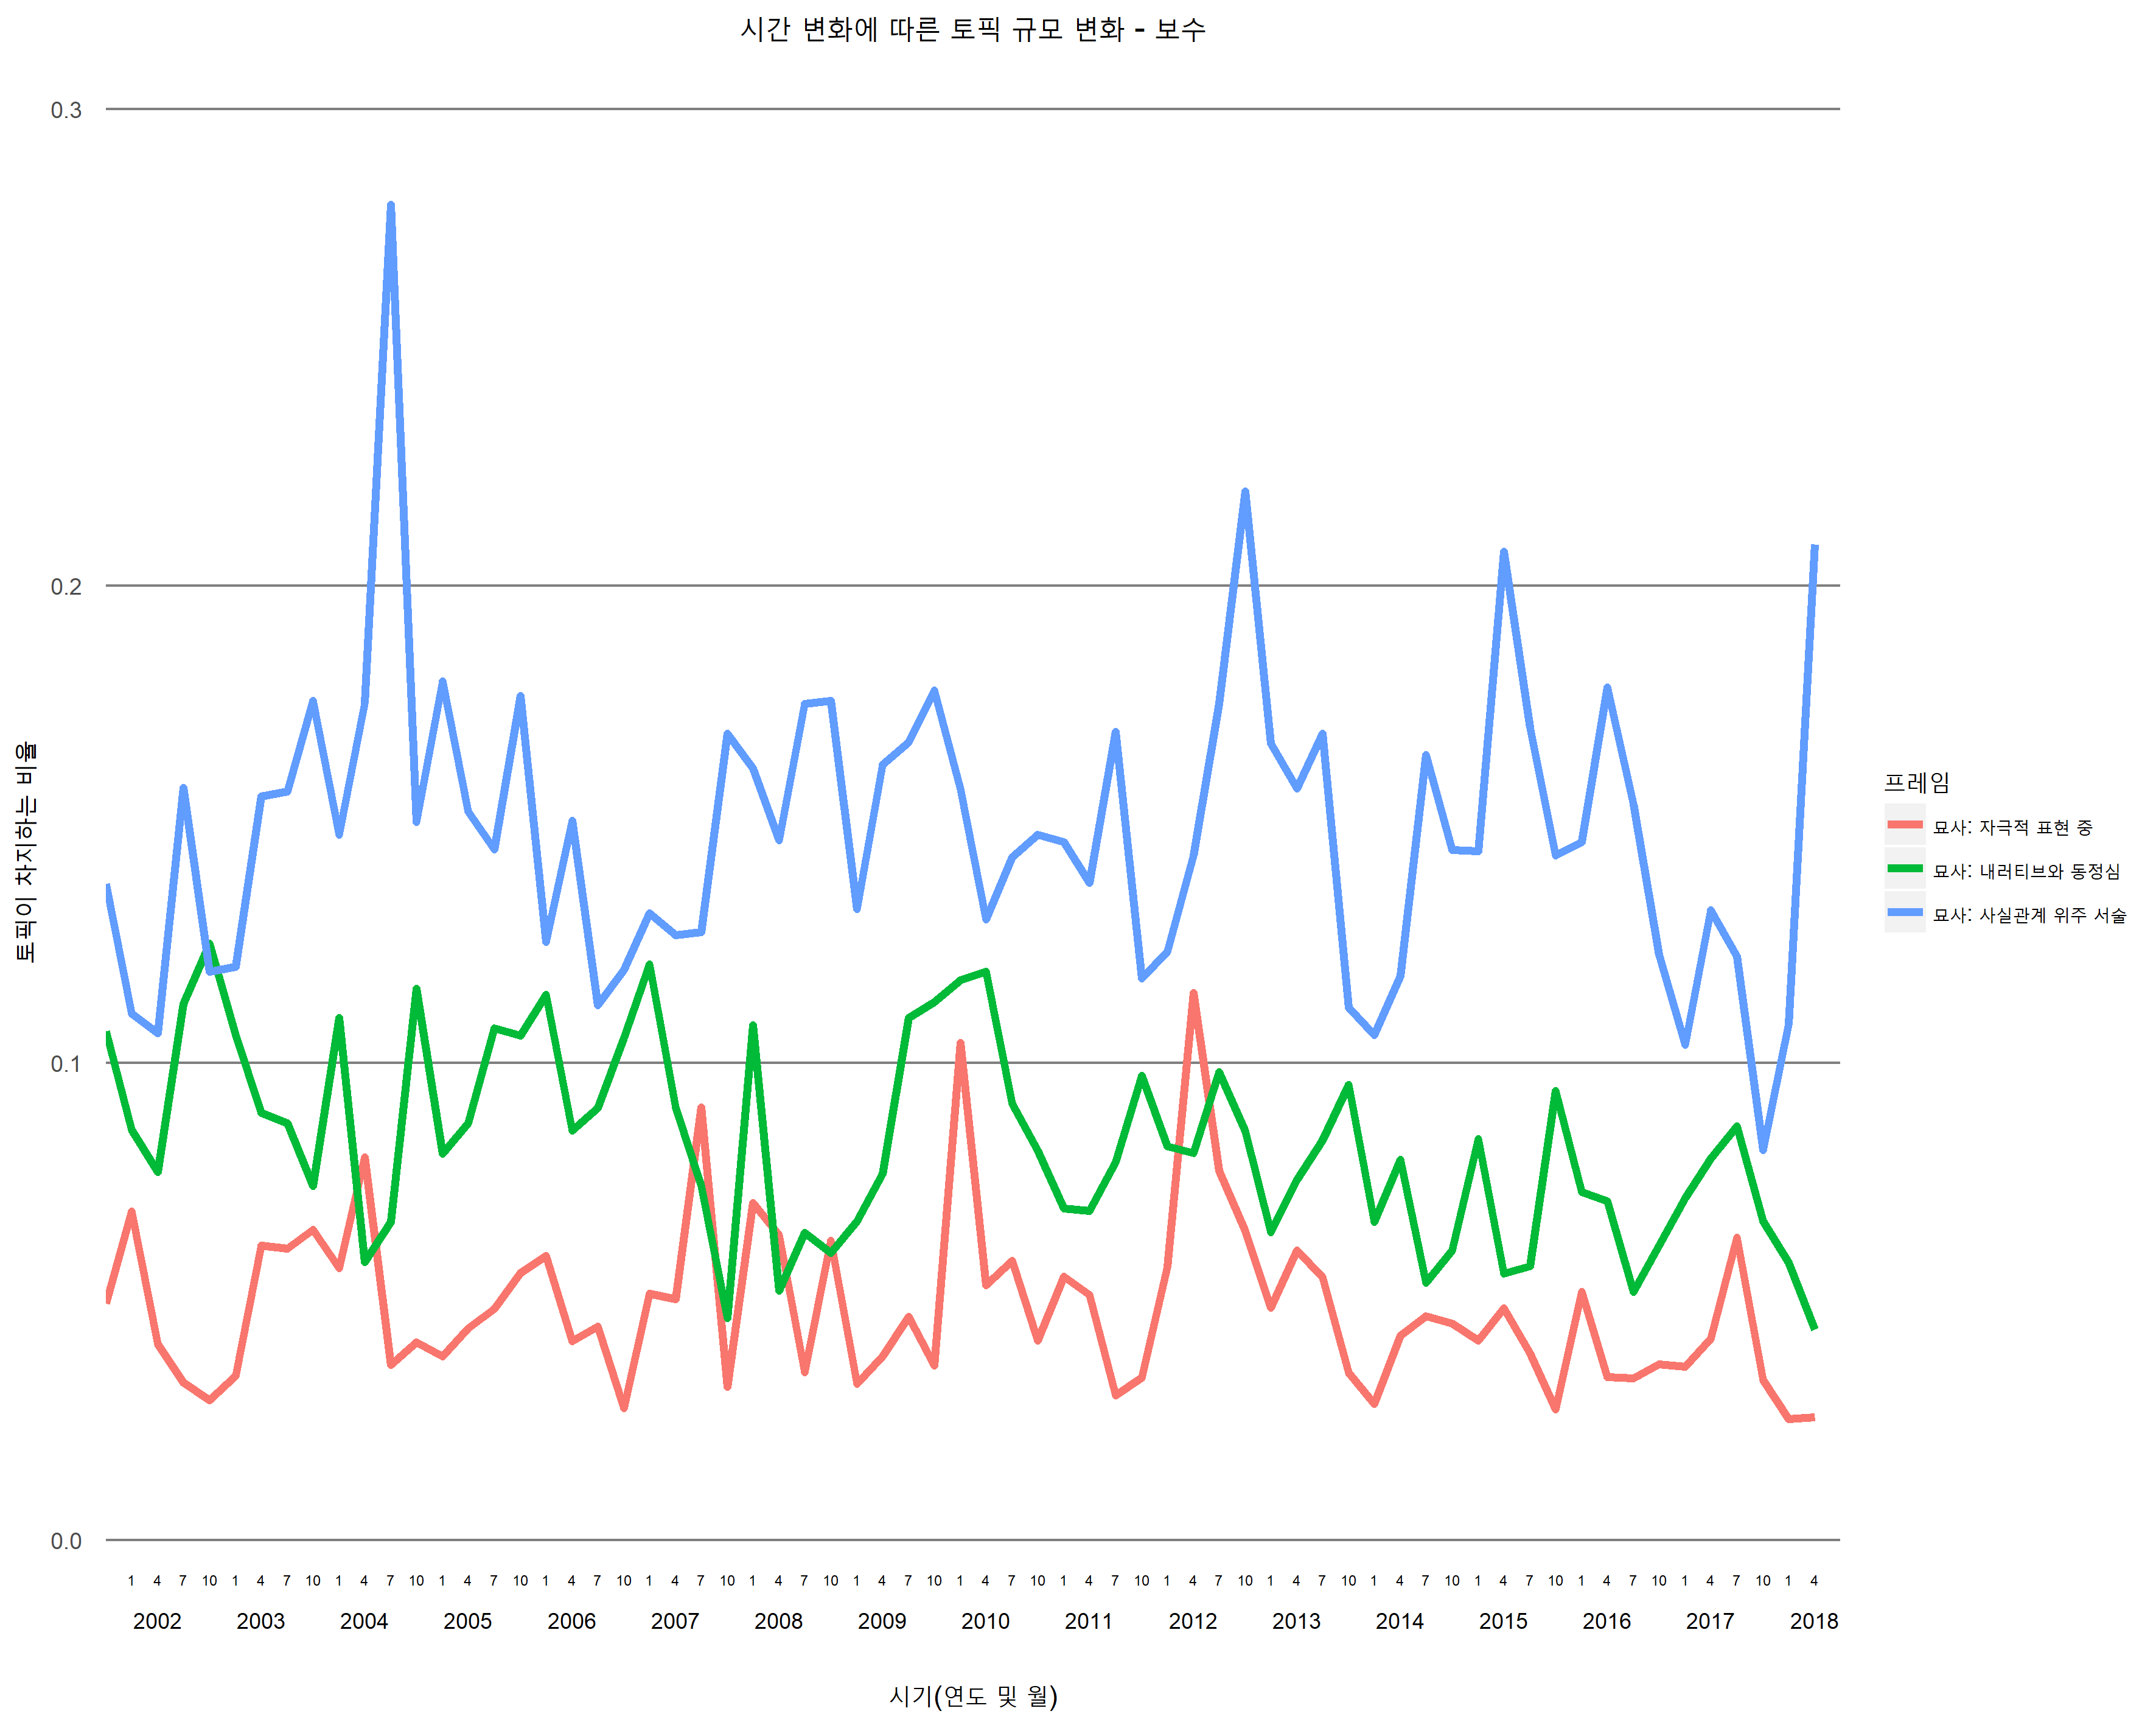 시간 변화에 따른 토픽 규모 변화 - 보수
토픽이 차지하는 비율
0.3
0.2
0.1
0.0
1 4 7 10 1 4 7 10 1 4 7 10 1 4 7 10 1 4 7 10 1 4 7 10 1 4 7 10 1 4 7 10 1 4 7 10 1 4 7 10 1 4 7 10 1 4 7 10 1 4 7 10 1 4 7 10 1 4 7 10 1 4 7 10 1 4
2002 2003 2004 2005 2006 2007 2008 2009 2010 2011 2012 2013 2014 2015 2016 2017 2018
시기(연도 및 월)
프레임
묘사: 자극적 표현 중
묘사: 내러티브와 동정심
묘사: 사실관계 위주 서술